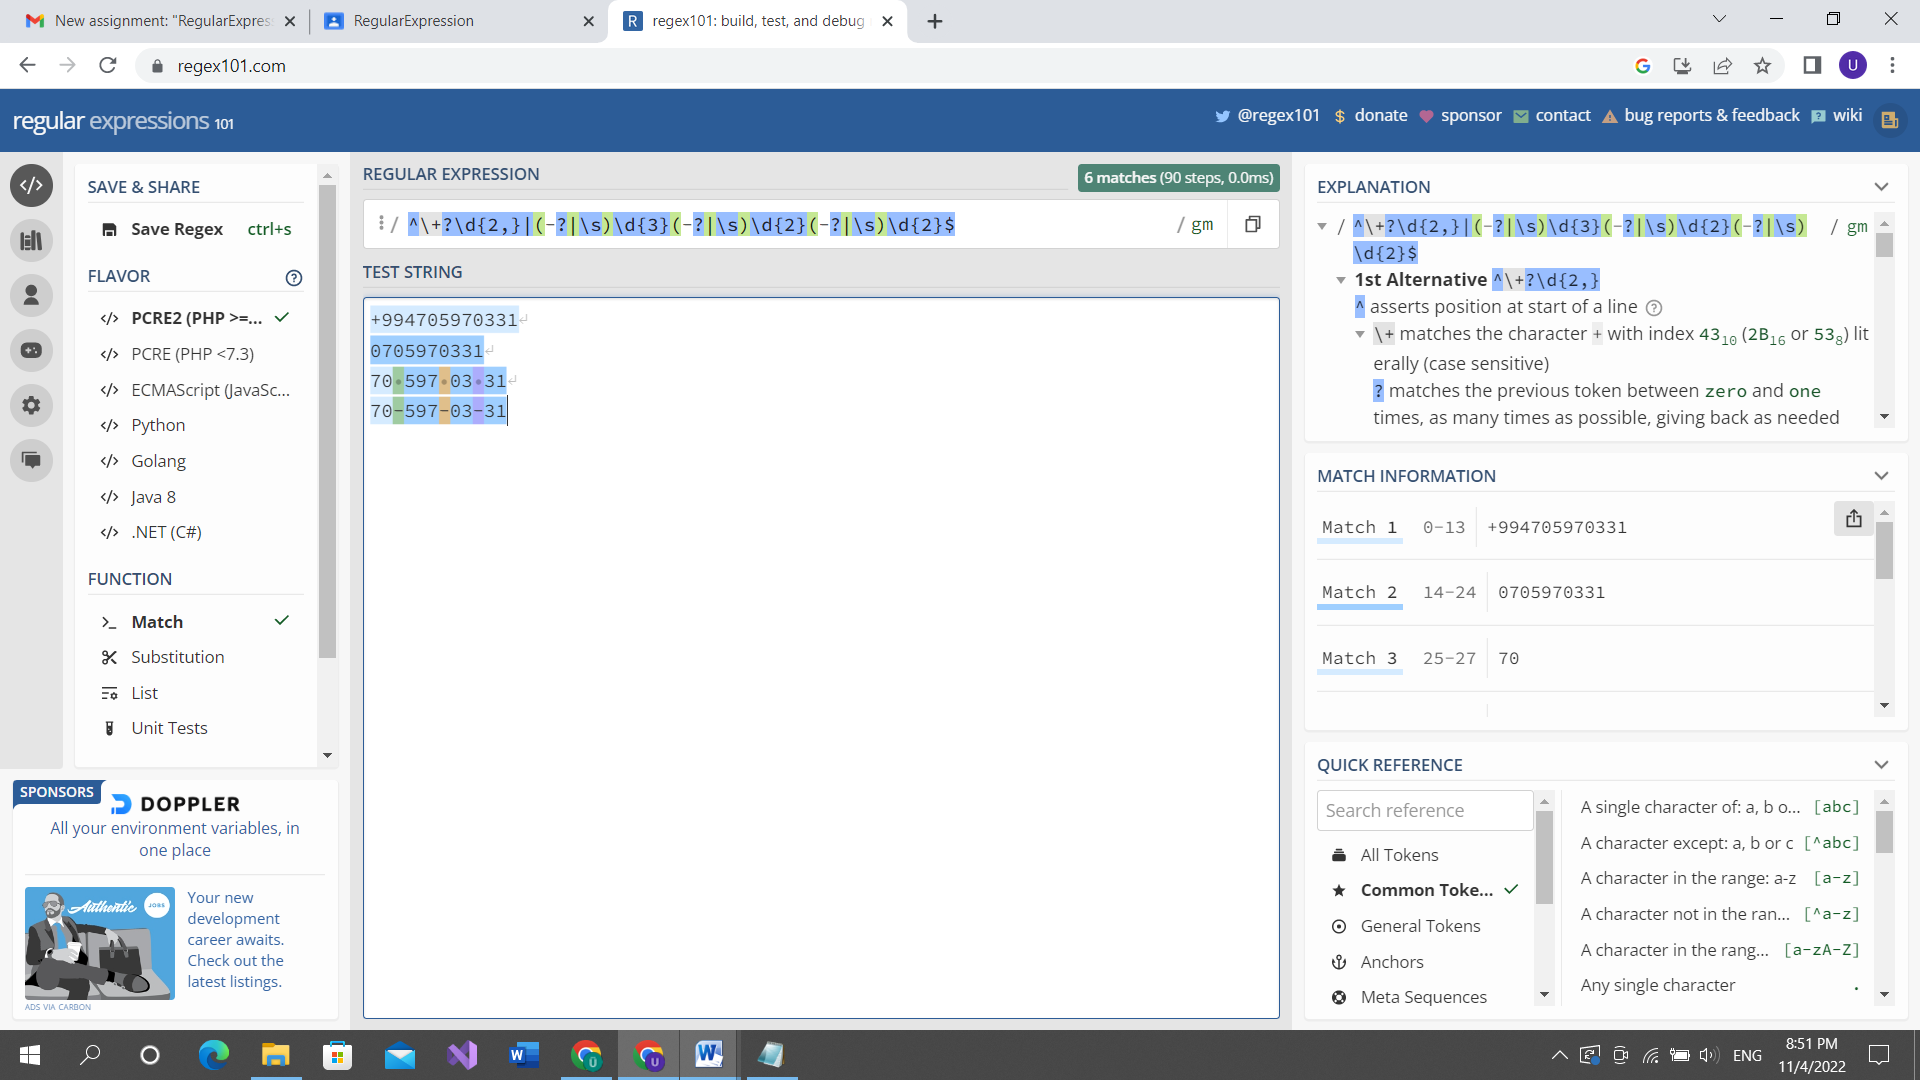 New assignment: "RegularExpres
RegularExpression
regex101: build, test, and debug
regex101.com
U
regular expressions 101
@regex101
$ donate
sponsor
contact
bug reports & feedback
wiki
SAVE & SHARE
Save Regex ctrl+s
FLAVOR
</> PCRE2 (PHP >=...
</> PCRE (PHP <7.3)
</> ECMAScript (JavaSc...
</> Python
</> Golang
</> Java 8
</> .NET (C#)
FUNCTION
Match
Substitution
List
Unit Tests
SPONSORS
DOPPLER
All your environment variables, in
one place
Authentic JOBS
Your new
development
career awaits.
Check out the
latest listings.
ADS VIA CARBON
REGULAR EXPRESSION
6 matches (90 steps, 0.0ms)
/ ^\+?\d{2,}|(-?|\s)\d{3}(-?|\s)\d{2}(-?|\s)\d{2}$ / gm
TEST STRING
+994705970331
0705970331
70 597 03 31
70-597-03-31
EXPLANATION
/ ^\+?\d{2,}|(-?|\s)\d{3}(-?|\s)\d{2}(-?|\s) / gm
\d{2}$
1st Alternative ^\+?\d{2,}
^ asserts position at start of a line
\+ matches the character + with index 43₁₀ (2B₁₆ or 53₈) lit
erally (case sensitive)
? matches the previous token between zero and one
times, as many times as possible, giving back as needed
MATCH INFORMATION
Match 1 0-13 +994705970331
Match 2 14-24 0705970331
Match 3 25-27 70
QUICK REFERENCE
Search reference
All Tokens
Common Toke...
General Tokens
Anchors
Meta Sequences
A single character of: a, b o... [abc]
A character except: a, b or c [^abc]
A character in the range: a-z [a-z]
A character not in the ran... [^a-z]
A character in the rang... [a-zA-Z]
Any single character .
ENG
8:51 PM
11/4/2022